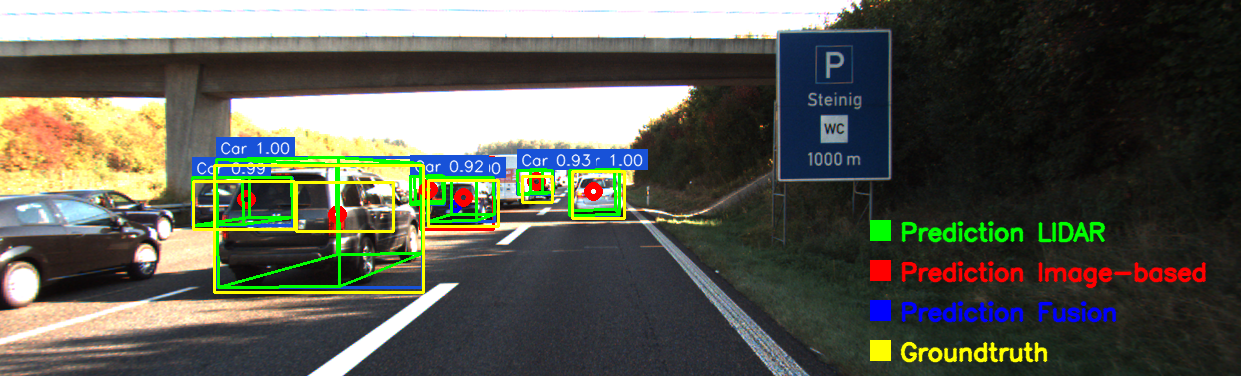 P
Steinig
WC
1000 m
Car 1.00
Car 0.99
Car 0.92
Car 0.93
1.00
Prediction LIDAR
Prediction Image-based
Prediction Fusion
Groundtruth